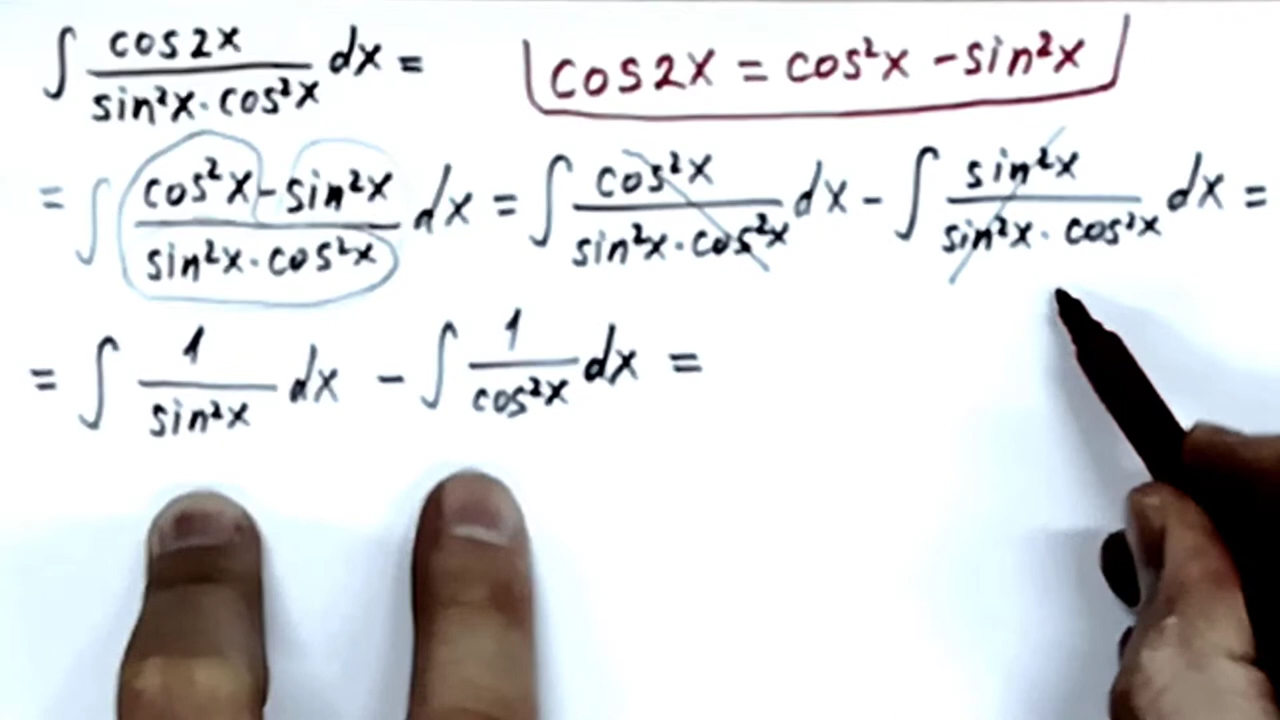 ∫ cos2x / sin²x · cos²x dx =
cos2x = cos²x - sin²x
= ∫ cos²x - sin²x / sin²x · cos²x dx = ∫ cos²x / sin²x · cos²x dx - ∫ sin²x / sin²x · cos²x dx =
= ∫ 1 / sin²x dx - ∫ 1 / cos²x dx =